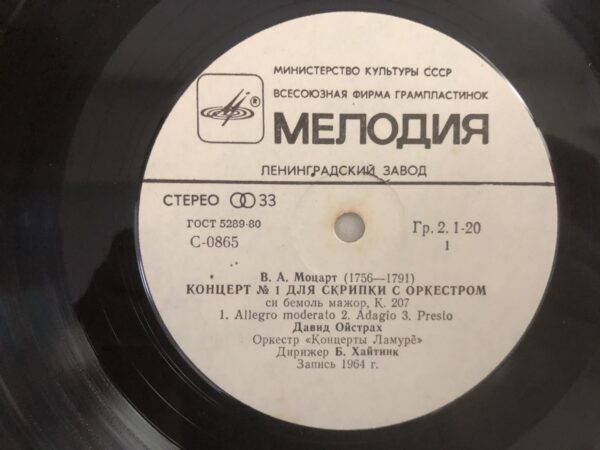 МИНИСТЕРСТВО КУЛЬТУРЫ СССР
ВСЕСОЮЗНАЯ ФИРМА ГРАМПЛАСТИНОК
®
МЕЛОДИЯ
ЛЕНИНГРАДСКИЙ ЗАВОД
СТЕРЕО 33
ГОСТ 5289-80
С-0865
Гр. 2. 1-20
1
В. А. Моцарт (1756—1791)
КОНЦЕРТ № 1 ДЛЯ СКРИПКИ С ОРКЕСТРОМ
си бемоль мажор, К. 207
1. Allegro moderato 2. Adagio 3. Presto
Давид Ойстрах
Оркестр «Концерты Ламурё»
Дирижер Б. Хайтинк
Запись 1964 г.